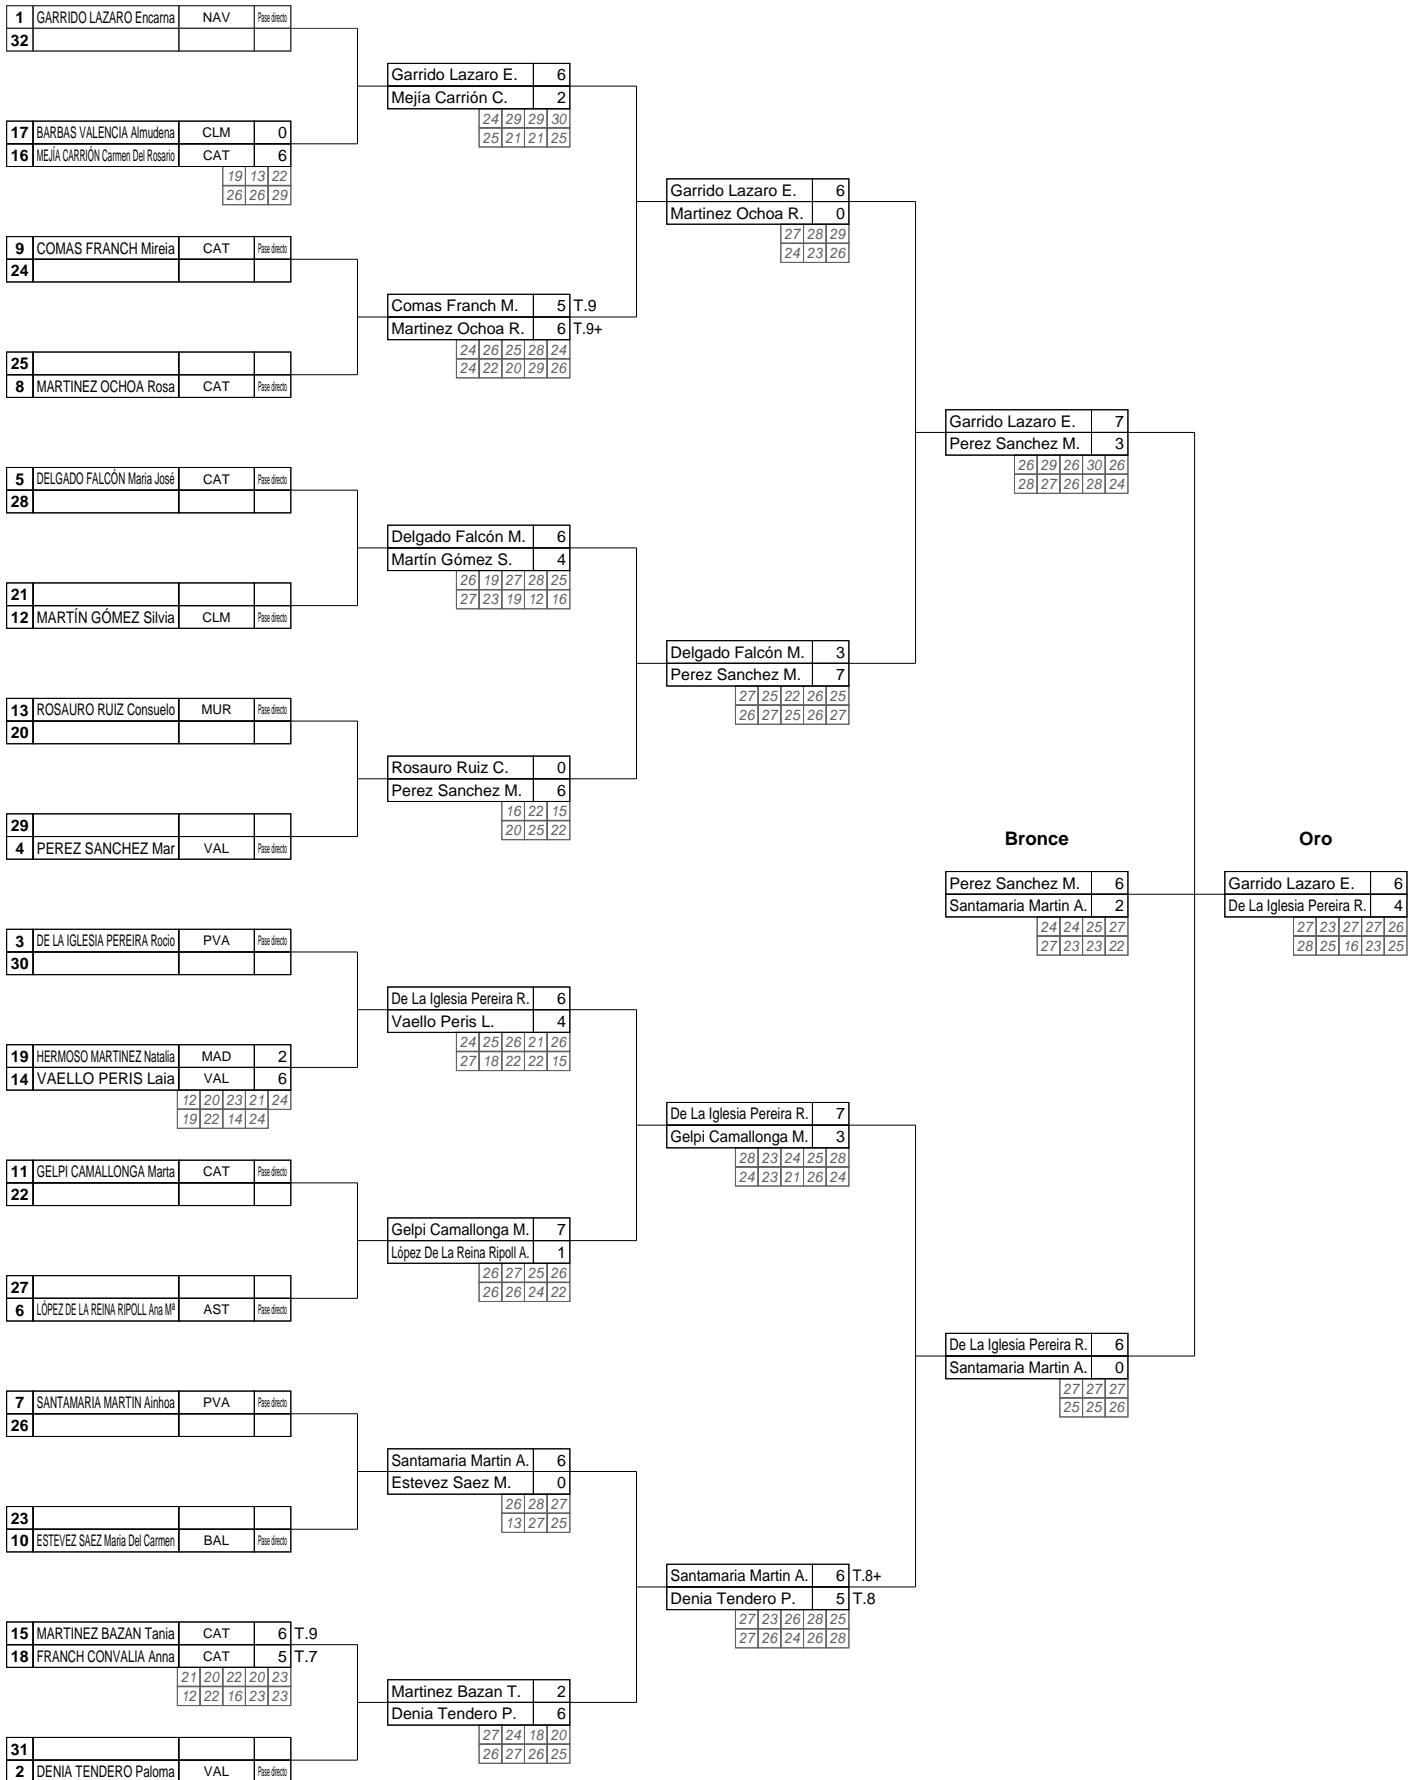 1 GARRIDO LAZARO Encarna NAV Pase directo
32
Garrido Lazaro E. 6
Mejía Carrión C. 2
24 29 29 30
25 21 21 25
17 BARBAS VALENCIA Almudena CLM 0
16 MEJÍA CARRIÓN Carmen Del Rosario CAT 6
19 13 22
26 26 29
Garrido Lazaro E. 6
Martinez Ochoa R. 0
27 28 29
24 23 26
9 COMAS FRANCH Mireia CAT Pase directo
24
Comas Franch M. 5 T.9
Martinez Ochoa R. 6 T.9+
24 26 25 28 24
24 22 20 29 26
25
8 MARTINEZ OCHOA Rosa CAT Pase directo
Garrido Lazaro E. 7
Perez Sanchez M. 3
26 29 26 30 26
28 27 26 28 24
5 DELGADO FALCÓN Maria José CAT Pase directo
28
Delgado Falcón M. 6
Martín Gómez S. 4
26 19 27 28 25
27 23 19 12 16
21
12 MARTÍN GÓMEZ Silvia CLM Pase directo
Delgado Falcón M. 3
Perez Sanchez M. 7
27 25 22 26 25
26 27 25 26 27
13 ROSAURO RUIZ Consuelo MUR Pase directo
20
Rosauro Ruiz C. 0
Perez Sanchez M. 6
16 22 15
20 25 22
29
4 PEREZ SANCHEZ Mar VAL Pase directo
Bronce Oro
Perez Sanchez M. 6
Santamaria Martin A. 2
24 24 25 27
27 23 23 22
Garrido Lazaro E. 6
De La Iglesia Pereira R. 4
27 23 27 27 26
28 25 16 23 25
3 DE LA IGLESIA PEREIRA Rocio PVA Pase directo
30
De La Iglesia Pereira R. 6
Vaello Peris L. 4
24 25 26 21 26
27 18 22 22 15
19 HERMOSO MARTINEZ Natalia MAD 2
14 VAELLO PERIS Laia VAL 6
12 20 23 21 24
19 22 14 24
De La Iglesia Pereira R. 7
Gelpi Camallonga M. 3
28 23 24 25 28
24 23 21 26 24
11 GELPI CAMALLONGA Marta CAT Pase directo
22
Gelpi Camallonga M. 7
López De La Reina Ripoll A. 1
26 27 25 26
26 26 24 22
27
6 LÓPEZ DE LA REINA RIPOLL Ana Mª AST Pase directo
De La Iglesia Pereira R. 6
Santamaria Martin A. 0
27 27 27
25 25 26
7 SANTAMARIA MARTIN Ainhoa PVA Pase directo
26
Santamaria Martin A. 6
Estevez Saez M. 0
26 28 27
13 27 25
23
10 ESTEVEZ SAEZ Maria Del Carmen BAL Pase directo
Santamaria Martin A. 6 T.8+
Denia Tendero P. 5 T.8
27 23 26 28 25
27 26 24 26 28
15 MARTINEZ BAZAN Tania CAT 6 T.9
18 FRANCH CONVALIA Anna CAT 5 T.7
21 20 22 20 23
12 22 16 23 23
Martinez Bazan T. 2
Denia Tendero P. 6
27 24 18 20
26 27 26 25
31
2 DENIA TENDERO Paloma VAL Pase directo